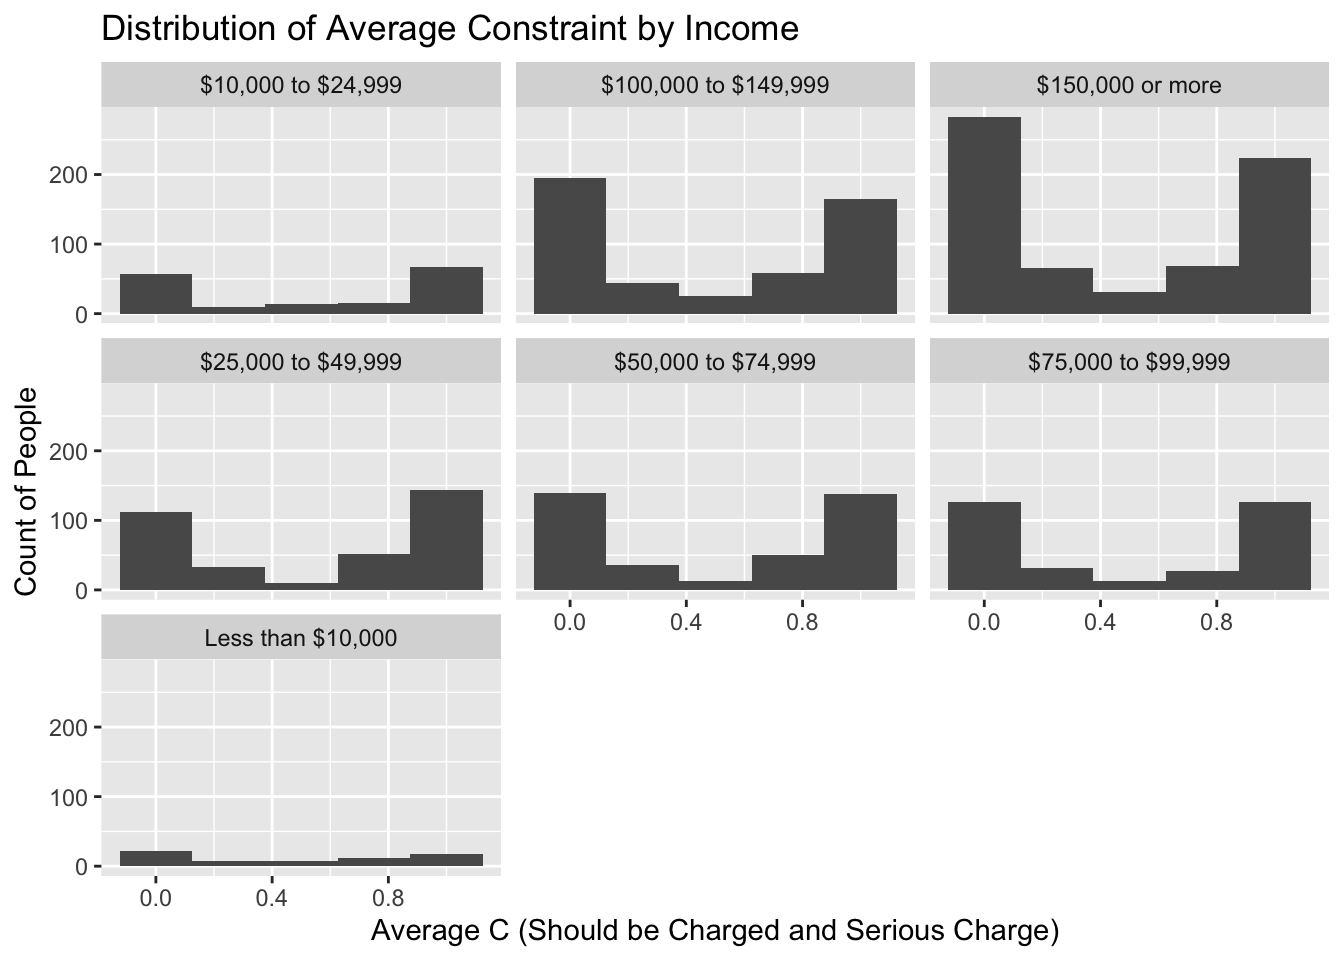 Distribution of Average Constraint by Income
$10,000 to $24,999
$100,000 to $149,999
$150,000 or more
200
100
0
$25,000 to $49,999
$50,000 to $74,999
$75,000 to $99,999
200
100
0
0.0 0.4 0.8
0.0 0.4 0.8
Less than $10,000
200
100
0
0.0 0.4 0.8
Count of People
Average C (Should be Charged and Serious Charge)